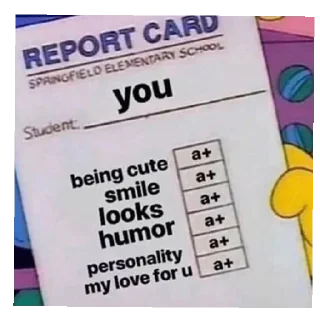 REPORT CARD
SPRINGFIELD ELEMENTARY SCHOOL
Student: you
being cute a+
smile a+
looks a+
humor a+
personality a+
my love for u a+